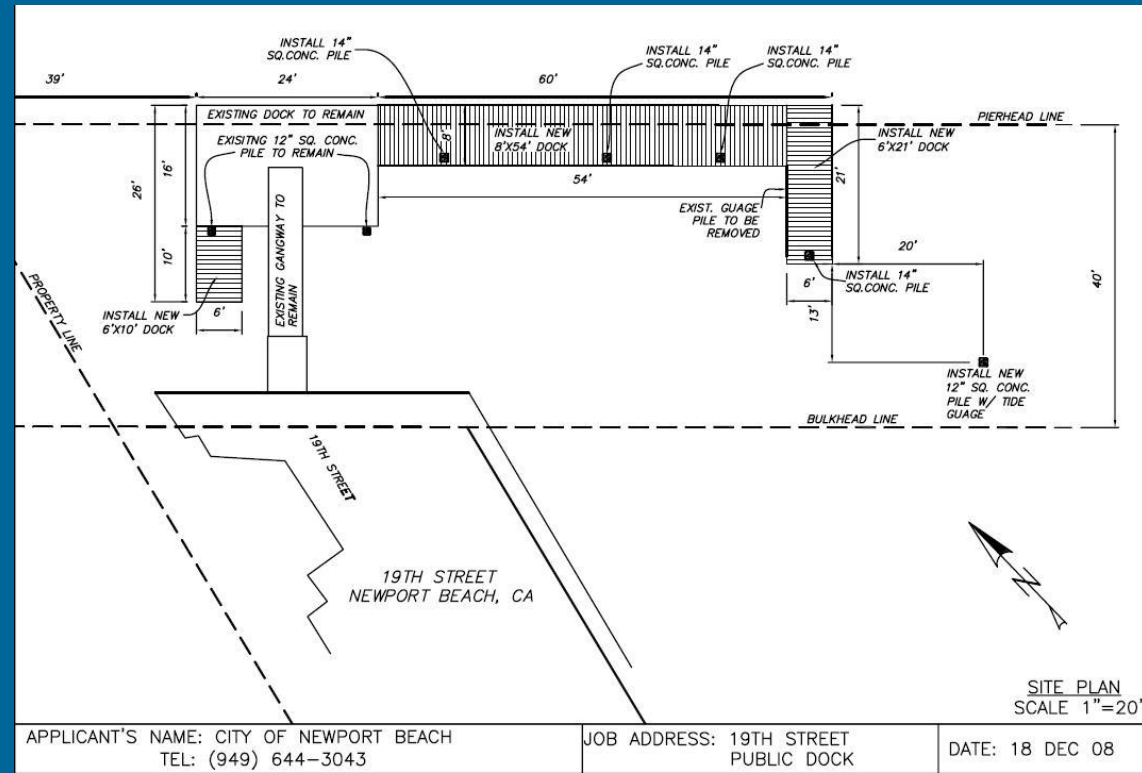 INSTALL 14"
SQ.CONC. PILE
INSTALL 14"
SQ.CONC. PILE
INSTALL 14"
SQ.CONC. PILE
39'
24'
60'
EXISTING DOCK TO REMAIN
PIERHEAD LINE
EXISITNG 12" SQ. CONC.
PILE TO REMAIN
8'
INSTALL NEW
8'X54' DOCK
INSTALL NEW
6'X21' DOCK
26'
16'
54'
21'
EXIST. GUAGE
PILE TO BE
REMOVED
20'
10'
40'
PROPERTY LINE
EXISTING GANGWAY TO
REMAIN
INSTALL 14"
SQ.CONC. PILE
6'
13'
INSTALL NEW
6'X10' DOCK
6'
INSTALL NEW
12" SQ. CONC.
PILE W/ TIDE
GUAGE
BULKHEAD LINE
19TH STREET
19TH STREET
NEWPORT BEACH, CA
N
SITE PLAN
SCALE 1"=20'
APPLICANT'S NAME: CITY OF NEWPORT BEACH
TEL: (949) 644-3043
JOB ADDRESS: 19TH STREET
PUBLIC DOCK
DATE: 18 DEC 08